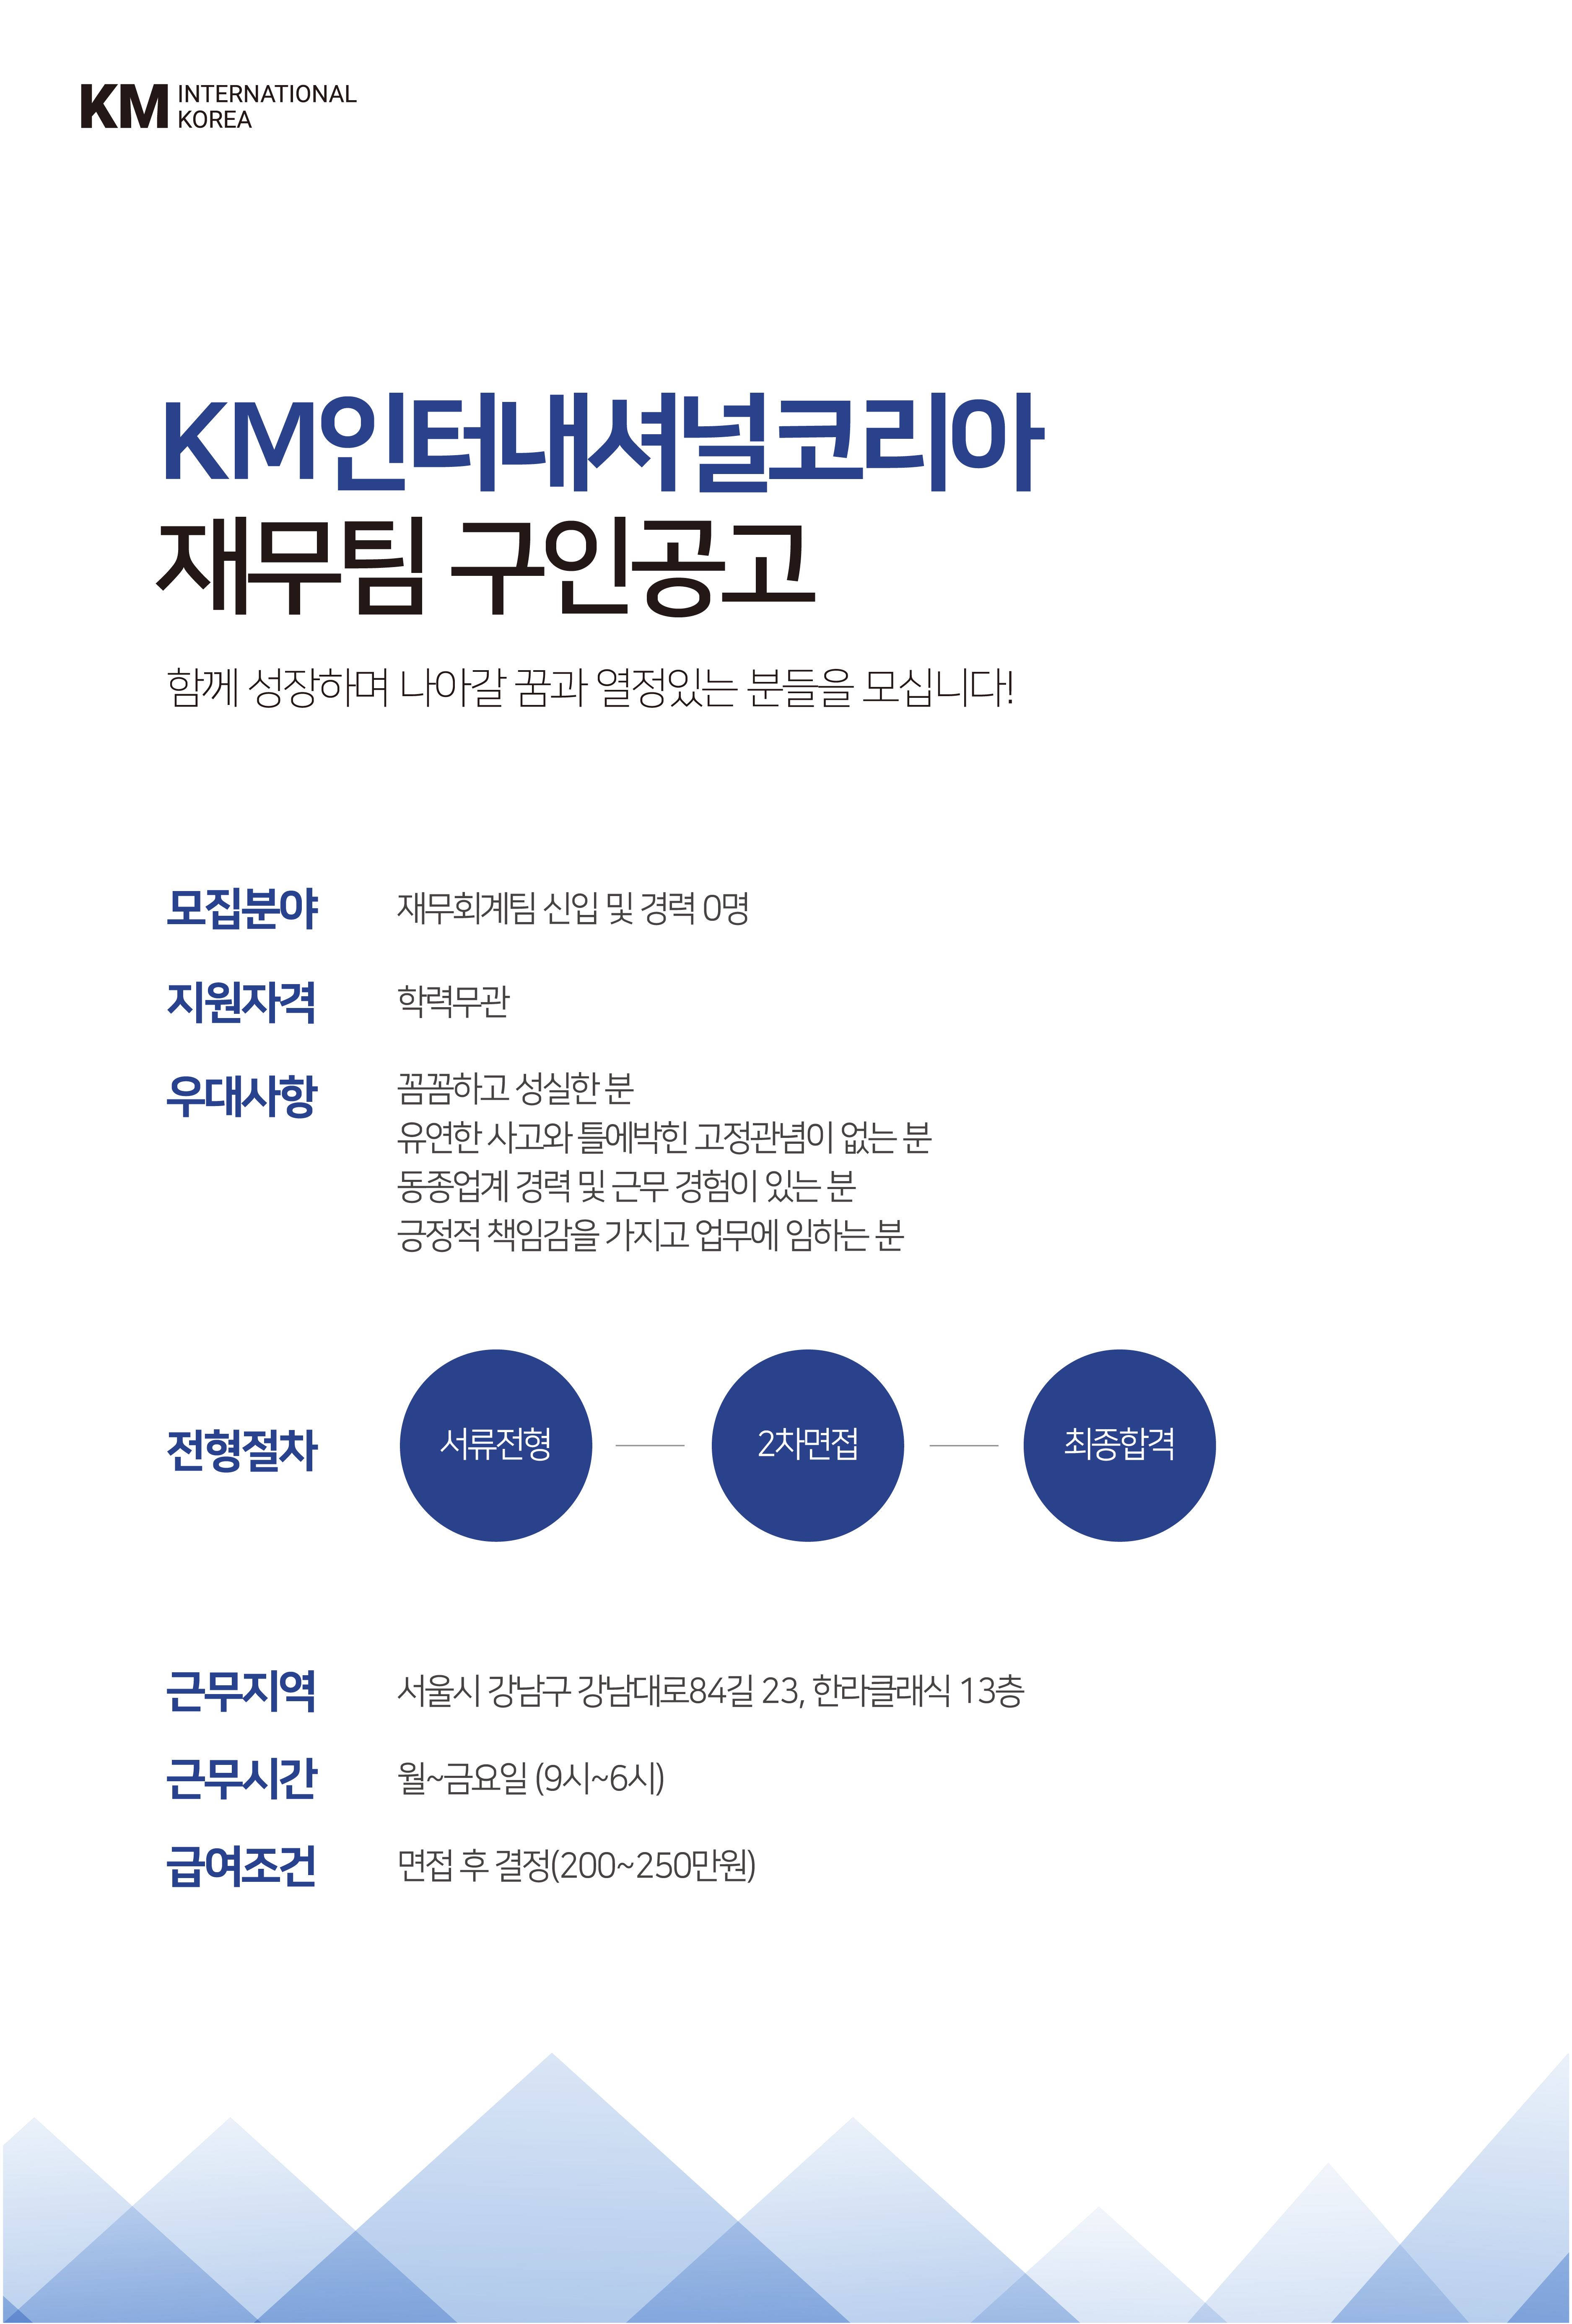 KM INTERNATIONAL
KOREA
KM인터내셔널코리아
재무팀 구인공고
함께 성장하며 나아갈 꿈과 열정있는 분들을 모십니다!
모집분야 재무회계팀 신입 및 경력 0명
지원자격 학력무관
우대사항 꼼꼼하고 성실한 분
유연한 사고와 틀에박힌 고정관념이 없는 분
동종업계 경력 및 근무 경험이 있는 분
긍정적 책임감을 가지고 업무에 임하는 분
전형절차 서류전형 2차면접 최종합격
근무지역 서울시 강남구 강남대로84길 23, 한라클래식 13층
근무시간 월~금요일 (9시~6시)
급여조건 면접 후 결정(200~250만원)